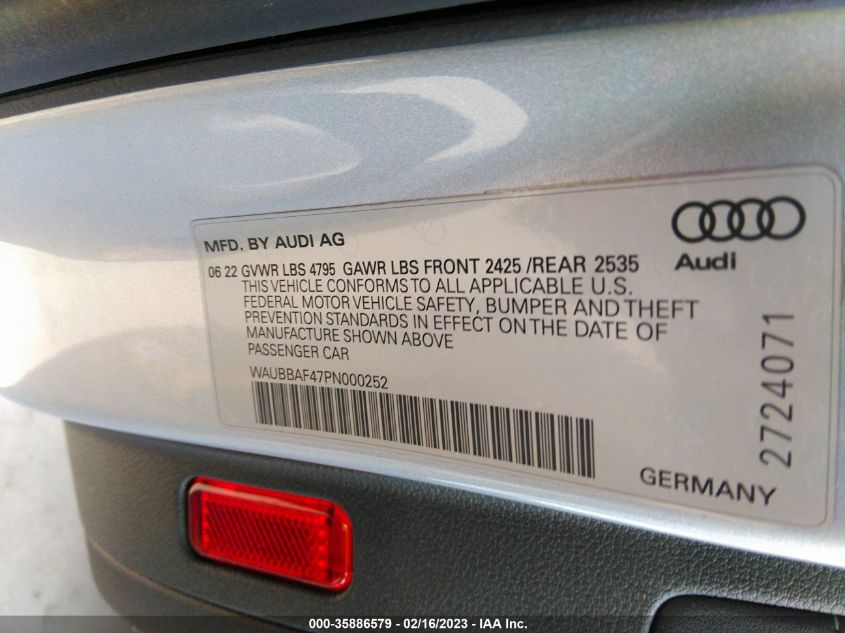 MFD. BY AUDI AG
06 22 GVWR LBS 4795 GAWR LBS FRONT 2425 /REAR 2535
THIS VEHICLE CONFORMS TO ALL APPLICABLE U.S.
FEDERAL MOTOR VEHICLE SAFETY, BUMPER AND THEFT
PREVENTION STANDARDS IN EFFECT ON THE DATE OF
MANUFACTURE SHOWN ABOVE
PASSENGER CAR
WAUBBAF47PN000252
Audi
2724071
GERMANY
000-35886579 - 02/16/2023 - IAA Inc.